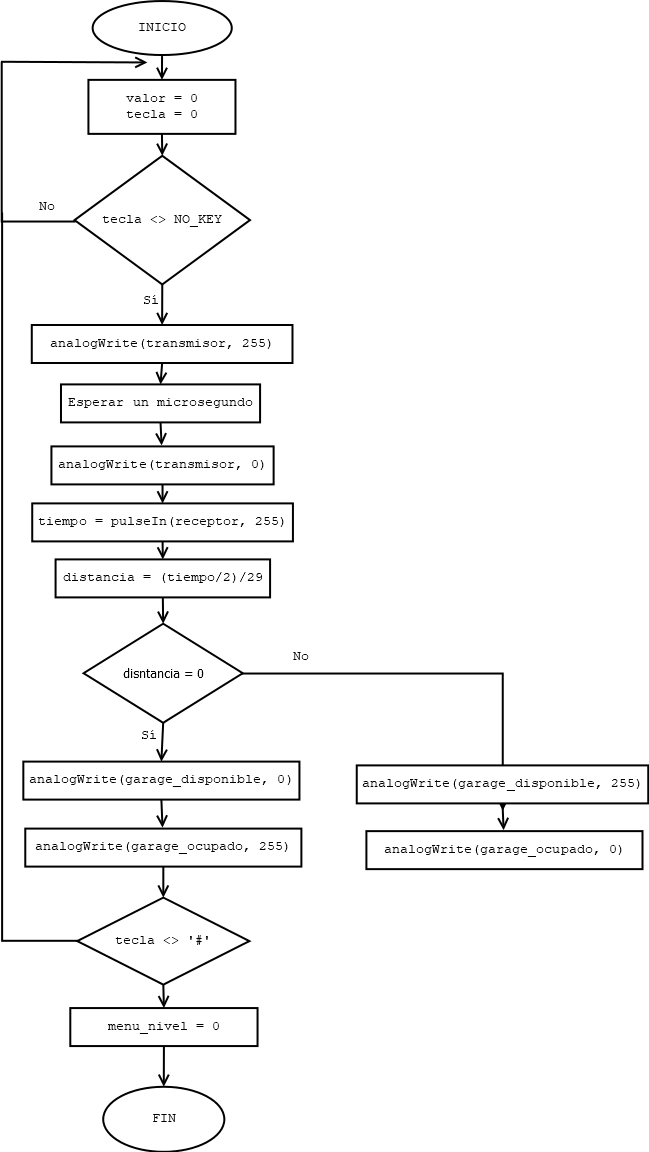 INICIO
valor = 0
tecla = 0
No
tecla <> NO_KEY
Sí
analogWrite(transmisor, 255)
Esperar un microsegundo
analogWrite(transmisor, 0)
tiempo = pulseIn(receptor, 255)
distancia = (tiempo/2)/29
disntancia = 0
No
Sí
analogWrite(garage_disponible, 0)
analogWrite(garage_disponible, 255)
analogWrite(garage_ocupado, 255)
analogWrite(garage_ocupado, 0)
tecla <> '#'
menu_nivel = 0
FIN